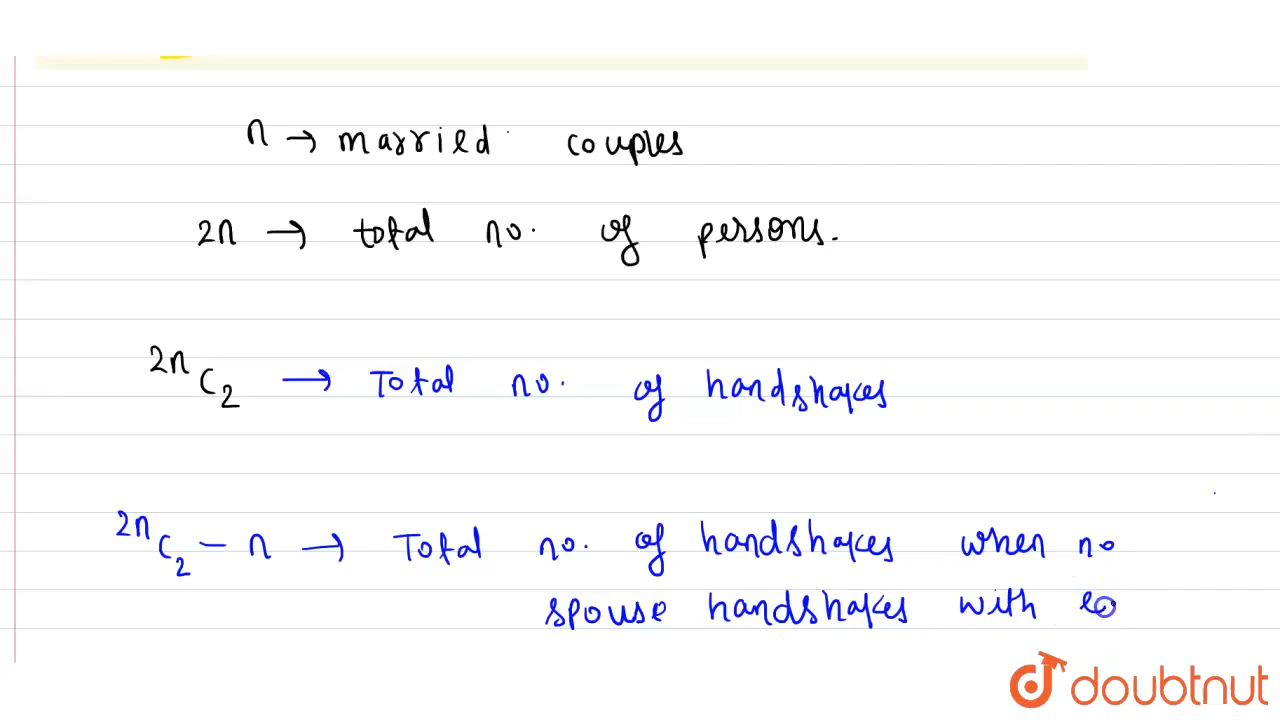 n → married couples
2n → total no. of persons.
2nC2 → Total no. of handshakes
2nC2 – n → Total no. of handshakes when no
spouse handshakes with
doubtnut